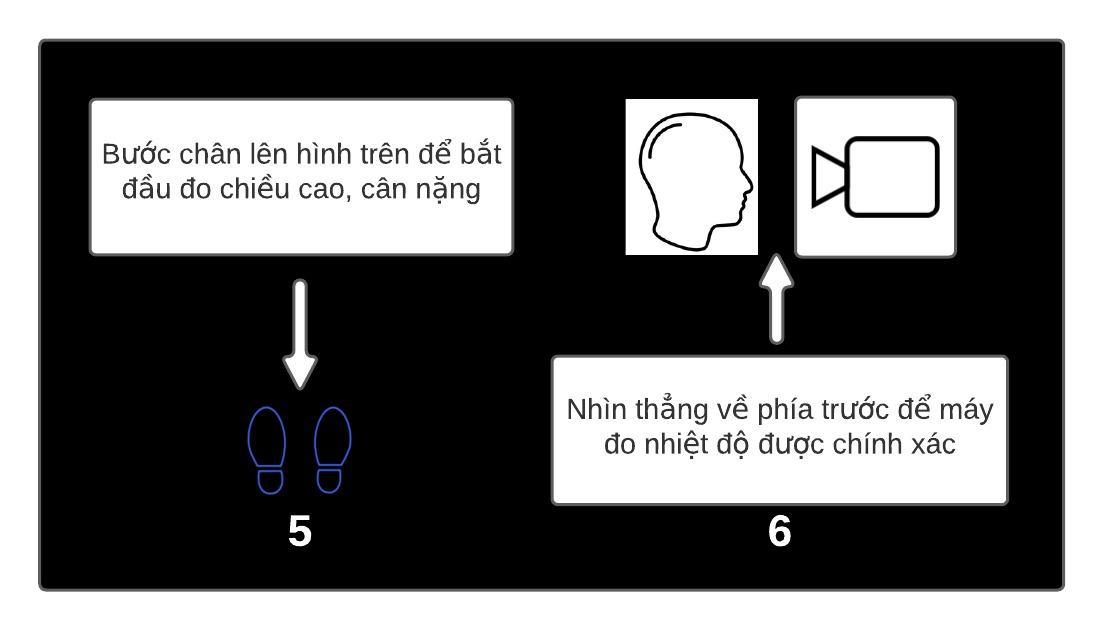 Bước chân lên hình trên để bắt
đầu đo chiều cao, cân nặng
5
Nhìn thẳng về phía trước để máy
đo nhiệt độ được chính xác
6